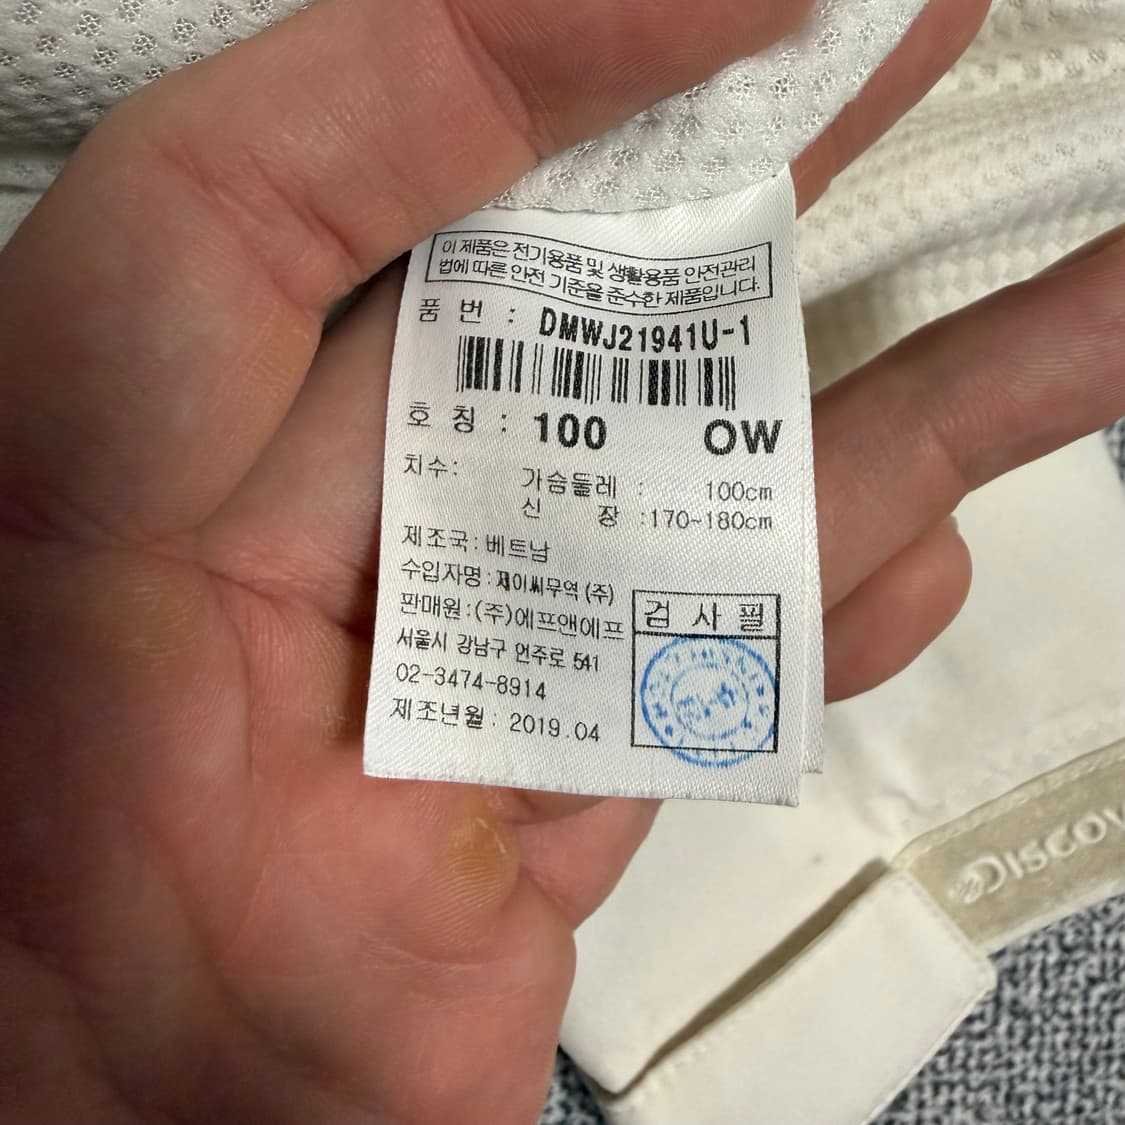 이 제품은 전기용품 및 생활용품 안전관리
법에 따른 안전 기준을 준수한 제품입니다.
품 번 : DMWJ21941U-1
호 칭 : 100 OW
치수: 가슴둘레 : 100cm
신 장 :170~180cm
제조국: 베트남
수입자명 : 제이씨무역 (주)
판매원:(주)에프앤에프
서울시 강남구 언주로 541
02-3474-8914
제조년월 : 2019.04
검 사 필
DISCOV